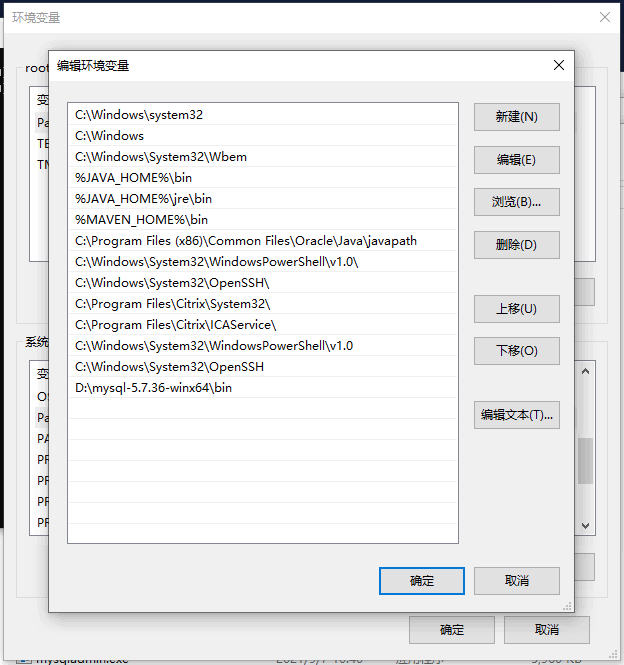 环境变量
root
编辑环境变量
C:\Windows\system32
C:\Windows
C:\Windows\System32\Wbem
%JAVA_HOME%\bin
%JAVA_HOME%\jre\bin
%MAVEN_HOME%\bin
C:\Program Files (x86)\Common Files\Oracle\Java\javapath
C:\Windows\System32\WindowsPowerShell\v1.0\
C:\Windows\System32\OpenSSH\
C:\Program Files\Citrix\System32\
C:\Program Files\Citrix\ICAService\
C:\Windows\System32\WindowsPowerShell\v1.0
C:\Windows\System32\OpenSSH
D:\mysql-5.7.36-winx64\bin
新建(N)
编辑(E)
浏览(B)...
删除(D)
上移(U)
下移(O)
编辑文本(T)...
确定
取消
变
Pa
TE
TM
系统
变
Pa
PA
PR
PR
PR
PR
确定
取消